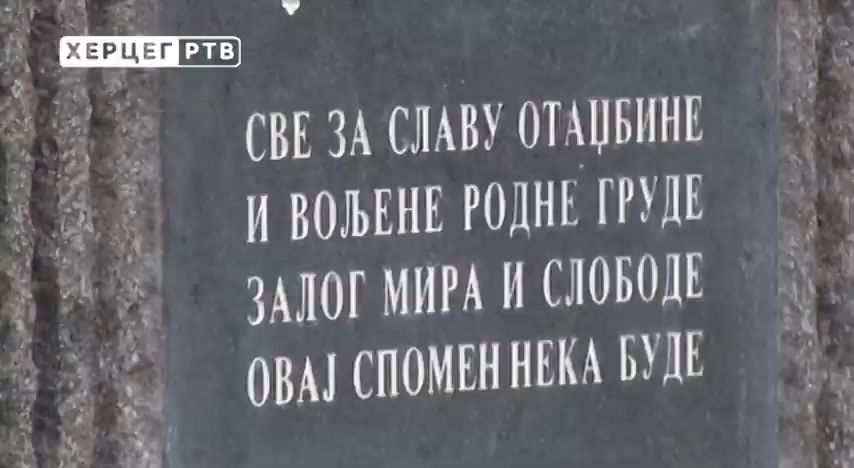 ХЕРЦЕГ РТВ
СВЕ ЗА СЛАВУ ОТАЏБИНЕ
И ВОЉЕНЕ РОДНЕ ГРУДЕ
ЗАЛОГ МИРА И СЛОБОДЕ
ОВАЈ СПОМЕН НЕКА БУДЕ